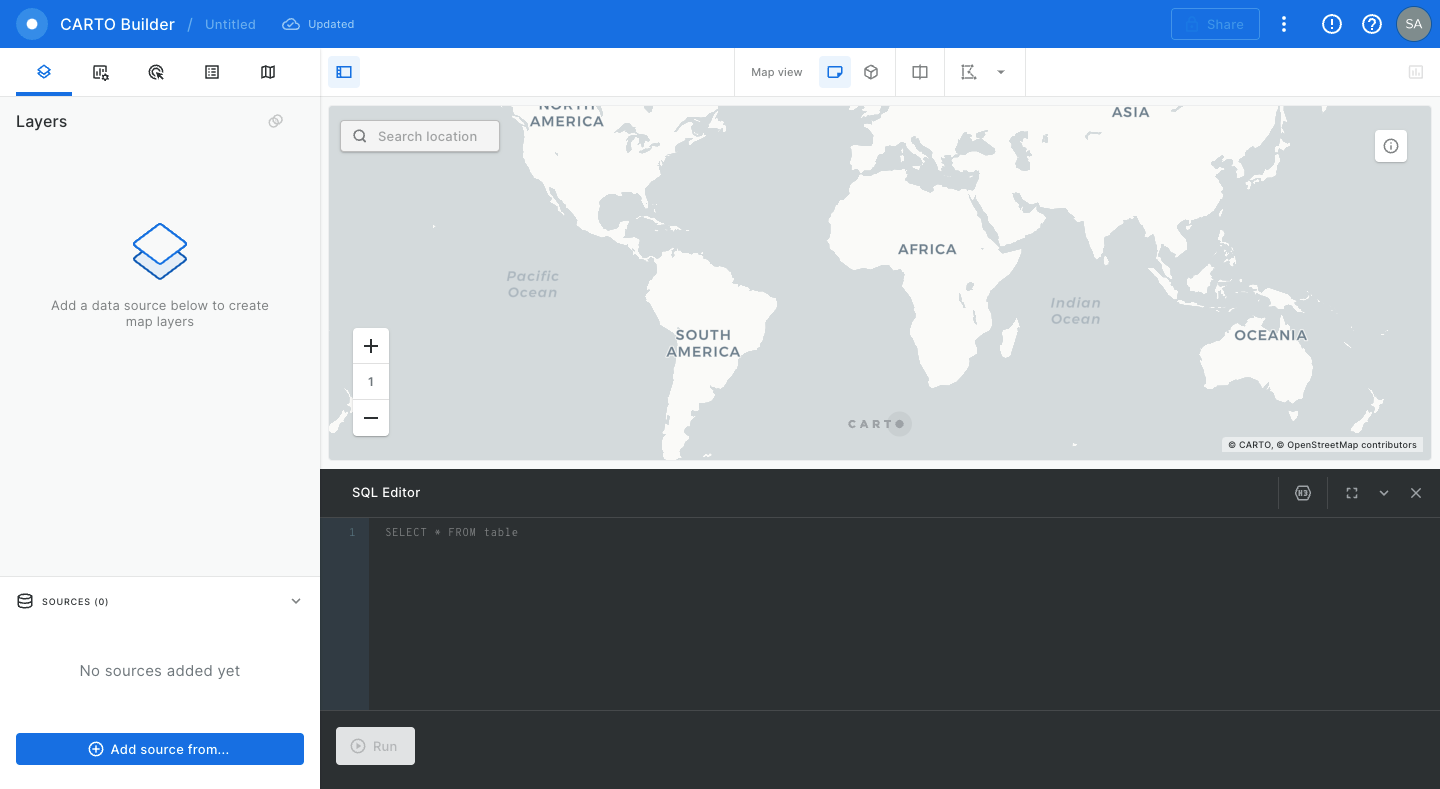 CARTO Builder / Untitled Updated Share SA
Map view
Layers
Add a data source below to create
map layers
SOURCES (0)
No sources added yet
Add source from...
Search location
NORTH
AMERICA
ASIA
AFRICA
Pacific
Ocean
Indian
Ocean
SOUTH
AMERICA
OCEANIA
1
CARTO
© CARTO, © OpenStreetMap contributors
SQL Editor
H3
1 SELECT * FROM table
Run